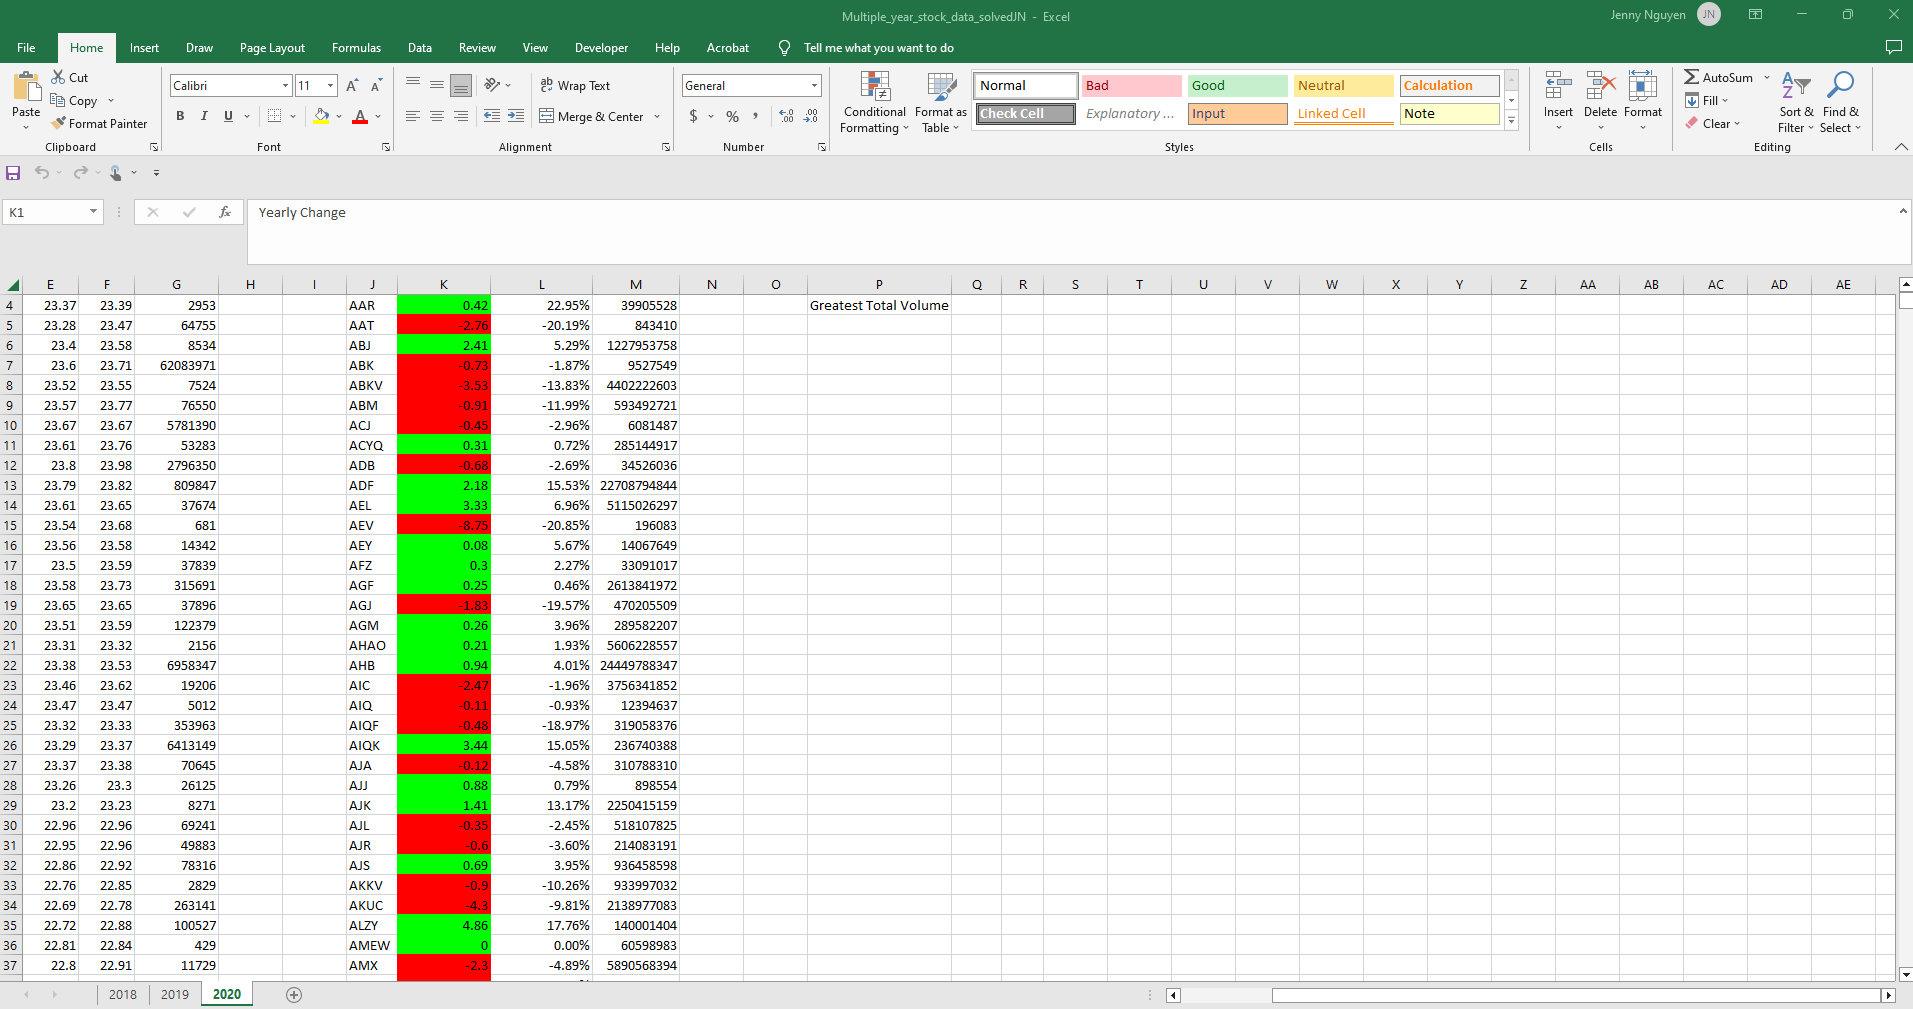 Multiple_year_stock_data_solvedJN - Excel
Jenny Nguyen JN
File Home Insert Draw Page Layout Formulas Data Review View Developer Help Acrobat Tell me what you want to do
Paste
Cut
Copy
Format Painter
Clipboard
Calibri 11 A A
B I U A
Font
ab Wrap Text
Merge & Center
Alignment
General
$ % ,
Number
Conditional Formatting
Format as Table
Normal Bad Good Neutral Calculation
Check Cell Explanatory ... Input Linked Cell Note
Styles
Insert Delete Format
Cells
AutoSum
Fill
Clear
Sort & Filter
Find & Select
Editing
K1 fx Yearly Change
E F G H I J K L M N O P Q R S T U V W X Y Z AA AB AC AD AE
4 23.37 23.39 2953 AAR 0.42 22.95% 39905528 Greatest Total Volume
5 23.28 23.47 64755 AAT -2.76 -20.19% 843410
6 23.4 23.58 8534 ABJ 2.41 5.29% 1227953758
7 23.6 23.71 62083971 ABK -0.73 -1.87% 9527549
8 23.52 23.55 7524 ABKV -3.53 -13.83% 4402222603
9 23.57 23.77 76550 ABM -0.91 -11.99% 593492721
10 23.67 23.67 5781390 ACJ -0.45 -2.96% 6081487
11 23.61 23.76 53283 ACYQ 0.31 0.72% 285144917
12 23.8 23.98 2796350 ADB -0.68 -2.69% 34526036
13 23.79 23.82 809847 ADF 2.18 15.53% 22708794844
14 23.61 23.65 37674 AEL 3.33 6.96% 5115026297
15 23.54 23.68 681 AEV -8.75 -20.85% 196083
16 23.56 23.58 14342 AEY 0.08 5.67% 14067649
17 23.5 23.59 37839 AFZ 0.3 2.27% 33091017
18 23.58 23.73 315691 AGF 0.25 0.46% 2613841972
19 23.65 23.65 37896 AGJ -1.83 -19.57% 470205509
20 23.51 23.59 122379 AGM 0.26 3.96% 289582207
21 23.31 23.32 2156 AHAO 0.21 1.93% 5606228557
22 23.38 23.53 6958347 AHB 0.94 4.01% 24449788347
23 23.46 23.62 19206 AIC -2.47 -1.96% 3756341852
24 23.47 23.47 5012 AIQ -0.11 -0.93% 12394637
25 23.32 23.33 353963 AIQF -0.48 -18.97% 319058376
26 23.29 23.37 6413149 AIQK 3.44 15.05% 236740388
27 23.37 23.38 70645 AJA -0.12 -4.58% 310788310
28 23.26 23.3 26125 AJJ 0.88 0.79% 898554
29 23.2 23.23 8271 AJK 1.41 13.17% 2250415159
30 22.96 22.96 69241 AJL -0.35 -2.45% 518107825
31 22.95 22.96 49883 AJR -0.6 -3.60% 214083191
32 22.86 22.92 78316 AJS 0.69 3.95% 936458598
33 22.76 22.85 2829 AKKV -0.9 -10.26% 933997032
34 22.69 22.78 263141 AKUC -4.3 -9.81% 2138977083
35 22.72 22.88 100527 ALZY 4.86 17.76% 140001404
36 22.81 22.84 429 AMEW 0 0.00% 60598983
37 22.8 22.91 11729 AMX -2.3 -4.89% 5890568394
2018 2019 2020